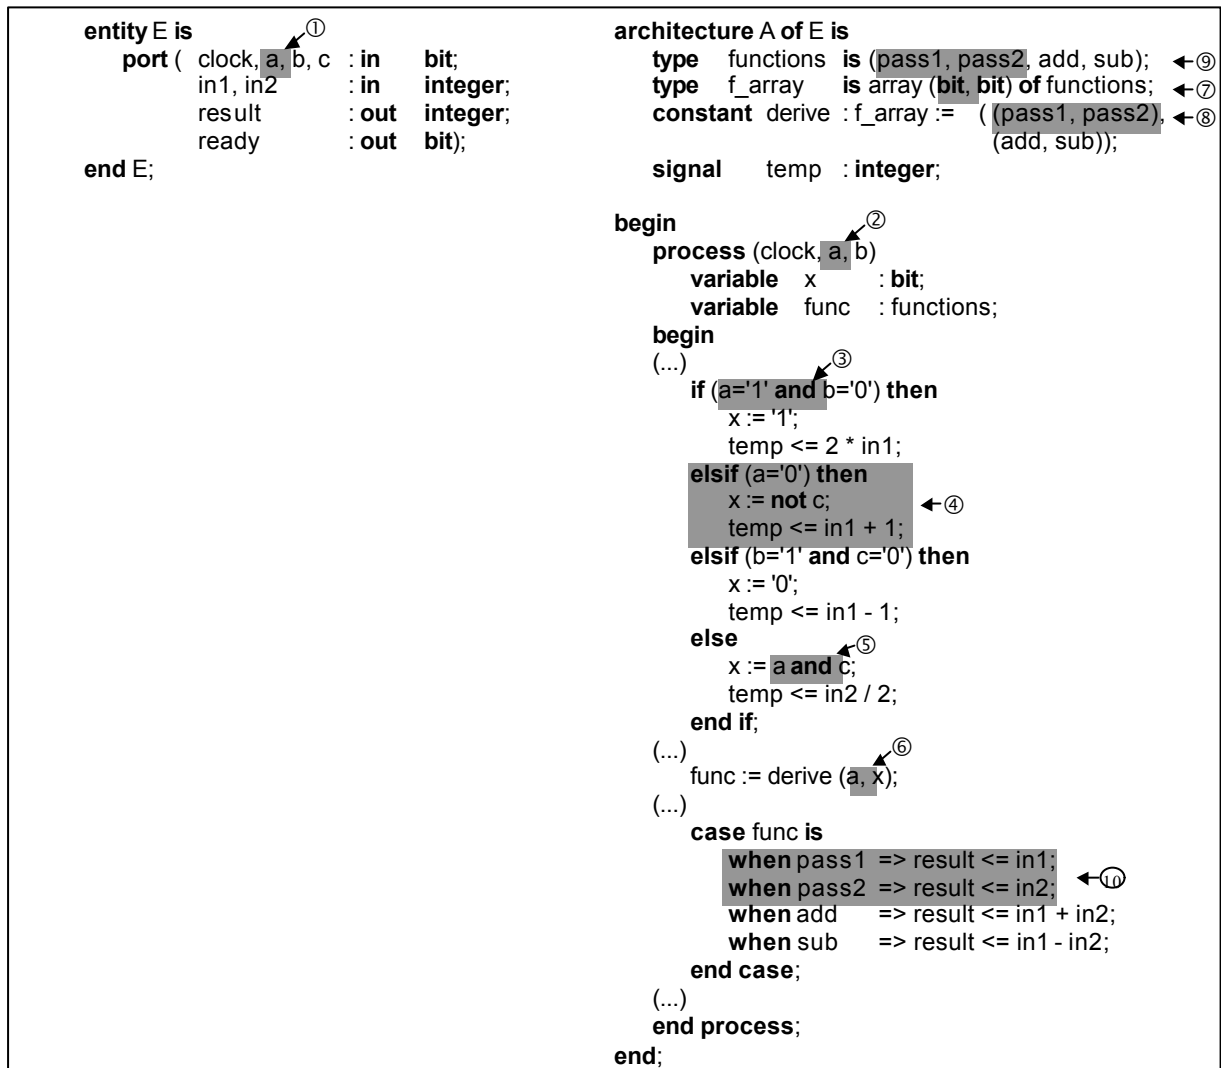 entity E is ①
port ( clock, a, b, c : in bit;
in1, in2 : in integer;
result : out integer;
ready : out bit);
end E;
architecture A of E is
type functions is (pass1, pass2, add, sub); ⑨
type f_array is array (bit, bit) of functions; ⑦
constant derive : f_array := ( (pass1, pass2), ⑧
(add, sub));
signal temp : integer;
begin ②
process (clock, a, b)
variable x : bit;
variable func : functions;
begin
(...) ③
if (a='1' and b='0') then
x := '1';
temp <= 2 * in1;
elsif (a='0') then
x := not c; ④
temp <= in1 + 1;
elsif (b='1' and c='0') then
x := '0';
temp <= in1 - 1;
else ⑤
x := a and c;
temp <= in2 / 2;
end if;
(...) ⑥
func := derive (a, x);
(...)
case func is
when pass1 => result <= in1;
when pass2 => result <= in2; ⑩
when add => result <= in1 + in2;
when sub => result <= in1 - in2;
end case;
(...)
end process;
end;